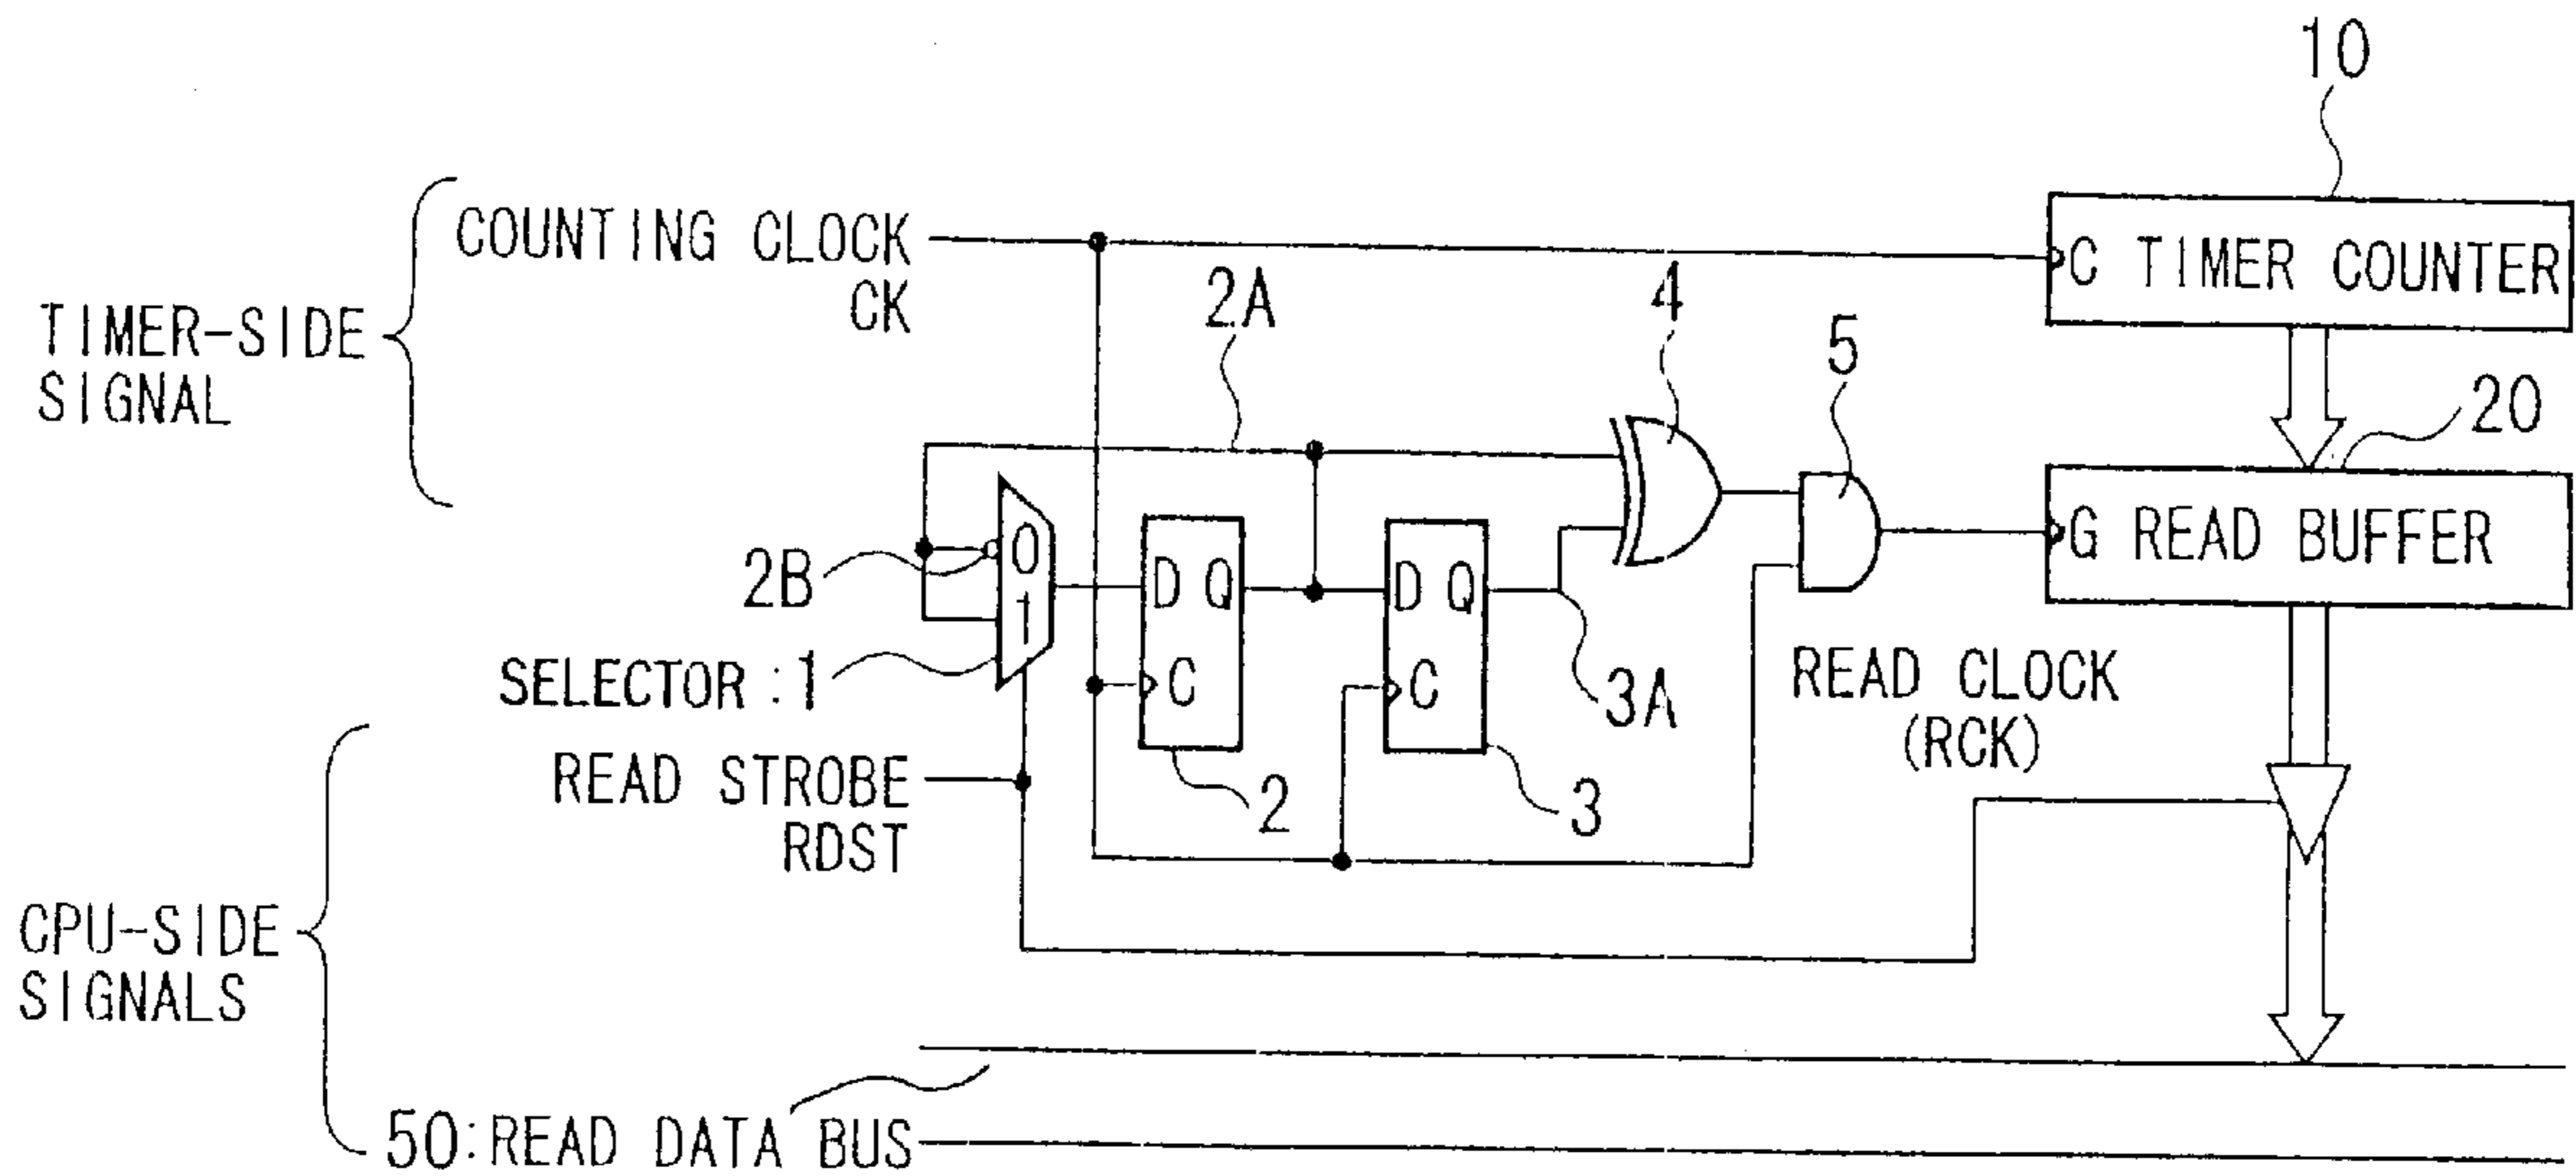 10
COUNTING CLOCK
CK
C TIMER COUNTER
2A
4
5
TIMER-SIDE
SIGNAL
20
2B
0
1
D Q
C
D Q
C
G READ BUFFER
SELECTOR :1
3A
READ CLOCK
(RCK)
READ STROBE
RDST
2
3
CPU-SIDE
SIGNALS
50:READ DATA BUS